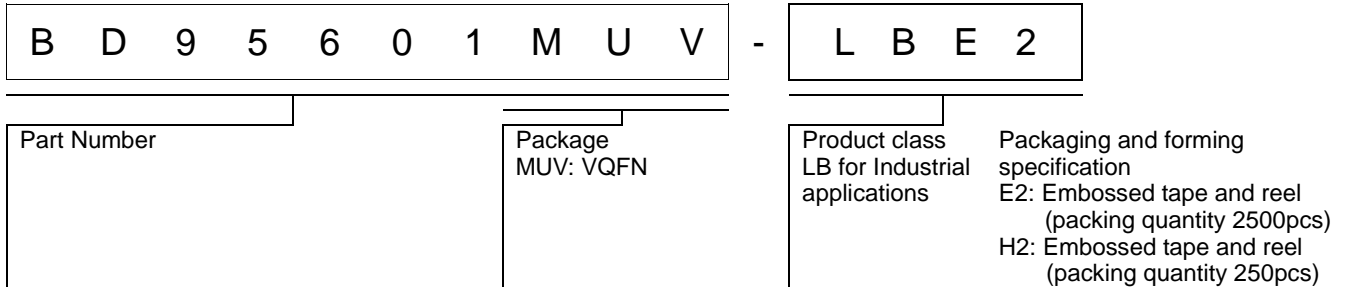 B D 9 5 6 0 1 M U V - L B E 2
Part Number
Package
MUV: VQFN
Product class
LB for Industrial
applications
Packaging and forming
specification
E2: Embossed tape and reel
(packing quantity 2500pcs)
H2: Embossed tape and reel
(packing quantity 250pcs)